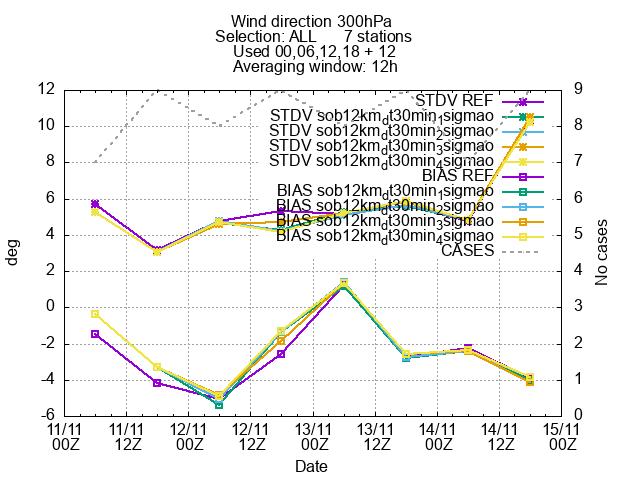 Wind direction 300hPa
Selection: ALL      7 stations
Used 00,06,12,18 + 12
Averaging window: 12h
STDV REF
STDV sob12km_dt30min_1sigmao
STDV sob12km_dt30min_2sigmao
STDV sob12km_dt30min_3sigmao
STDV sob12km_dt30min_4sigmao
BIAS REF
BIAS sob12km_dt30min_1sigmao
BIAS sob12km_dt30min_2sigmao
BIAS sob12km_dt30min_3sigmao
BIAS sob12km_dt30min_4sigmao
CASES
12
10
8
6
4
2
0
-2
-4
-6
deg
9
8
7
6
5
4
3
2
1
0
No cases
11/11 11/11 12/11 12/11 13/11 13/11 14/11 14/11 15/11
00Z 12Z 00Z 12Z 00Z 12Z 00Z 12Z 00Z
Date